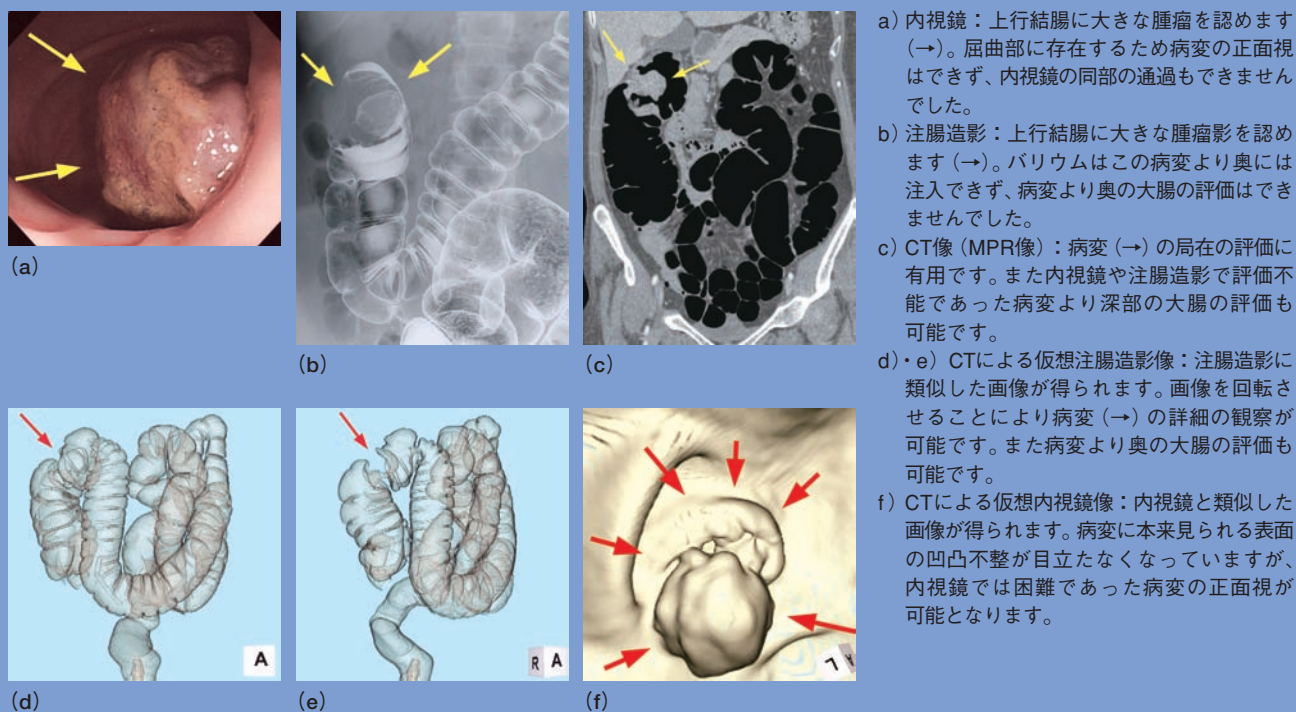 (a)
(b)
(c)
A
(d)
R A
(e)
L A
(f)
a）内視鏡：上行結腸に大きな腫瘤を認めます
（→）。屈曲部に存在するため病変の正面視
はできず、内視鏡の同部の通過もできません
でした。
b）注腸造影：上行結腸に大きな腫瘤影を認め
ます（→）。バリウムはこの病変より奥には
注入できず、病変より奥の大腸の評価はでき
ませんでした。
c）CT像（MPR像）：病変（→）の局在の評価に
有用です。また内視鏡や注腸造影で評価不
能であった病変より深部の大腸の評価も
可能です。
d）・e）CTによる仮想注腸造影像：注腸造影に
類似した画像が得られます。画像を回転さ
せることにより病変（→）の詳細の観察が
可能です。また病変より奥の大腸の評価も
可能です。
f）CTによる仮想内視鏡像：内視鏡と類似した
画像が得られます。病変に本来見られる表面
の凹凸不整が目立たなくなっていますが、
内視鏡では困難であった病変の正面視が
可能となります。